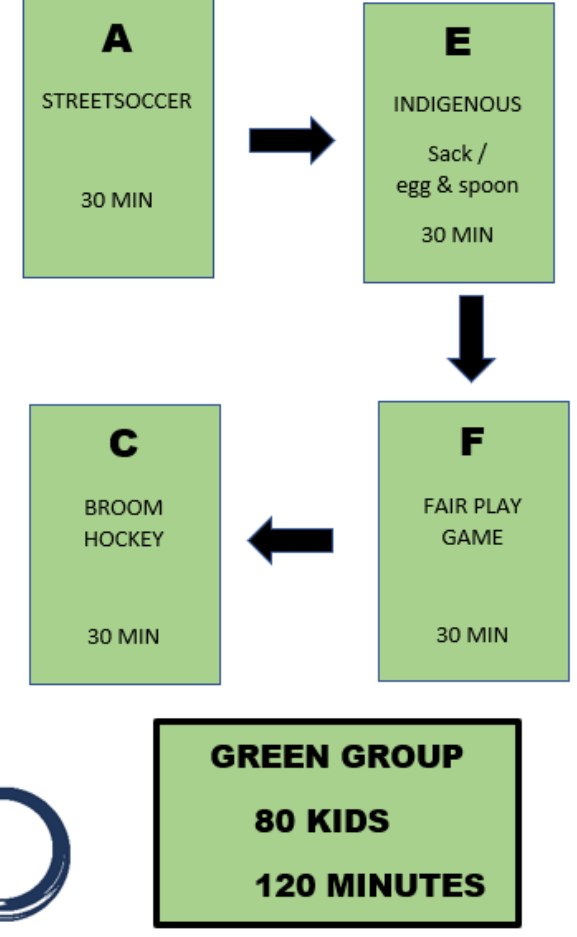 A
STREETSOCCER
30 MIN
E
INDIGENOUS
Sack /
egg & spoon
30 MIN
C
BROOM
HOCKEY
30 MIN
F
FAIR PLAY
GAME
30 MIN
GREEN GROUP
80 KIDS
120 MINUTES